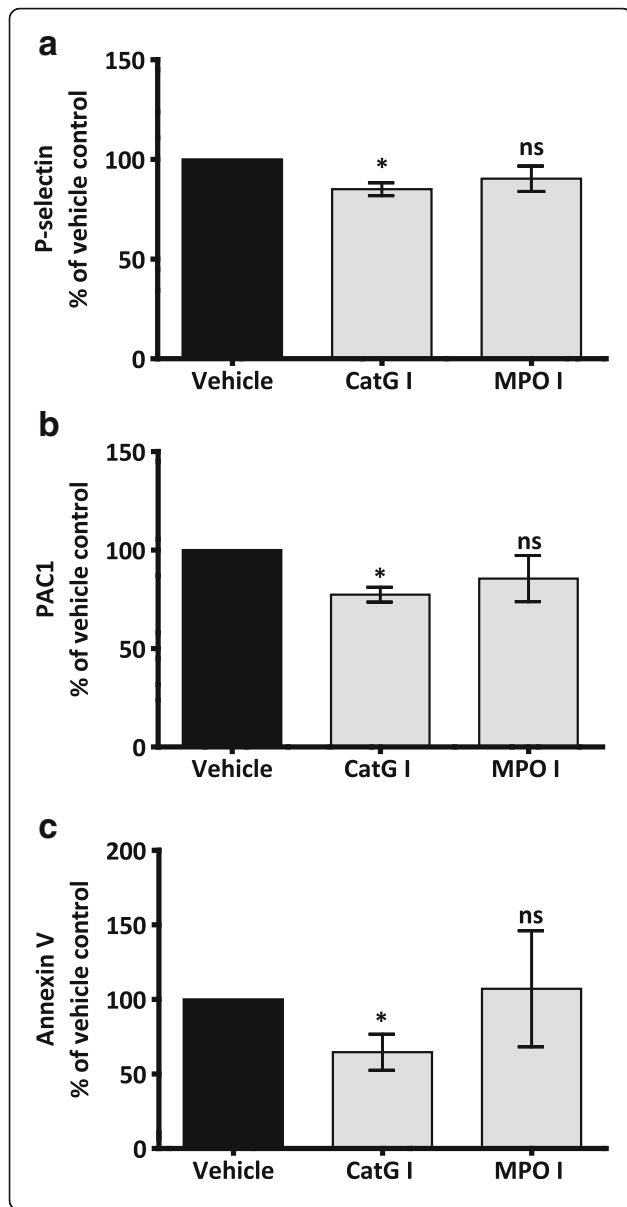 a
P-selectin
% of vehicle control
150
100
50
0
*
ns
Vehicle CatG I MPO I
b
PAC1
% of vehicle control
150
100
50
0
*
ns
Vehicle CatG I MPO I
c
Annexin V
% of vehicle control
200
150
100
50
0
*
ns
Vehicle CatG I MPO I